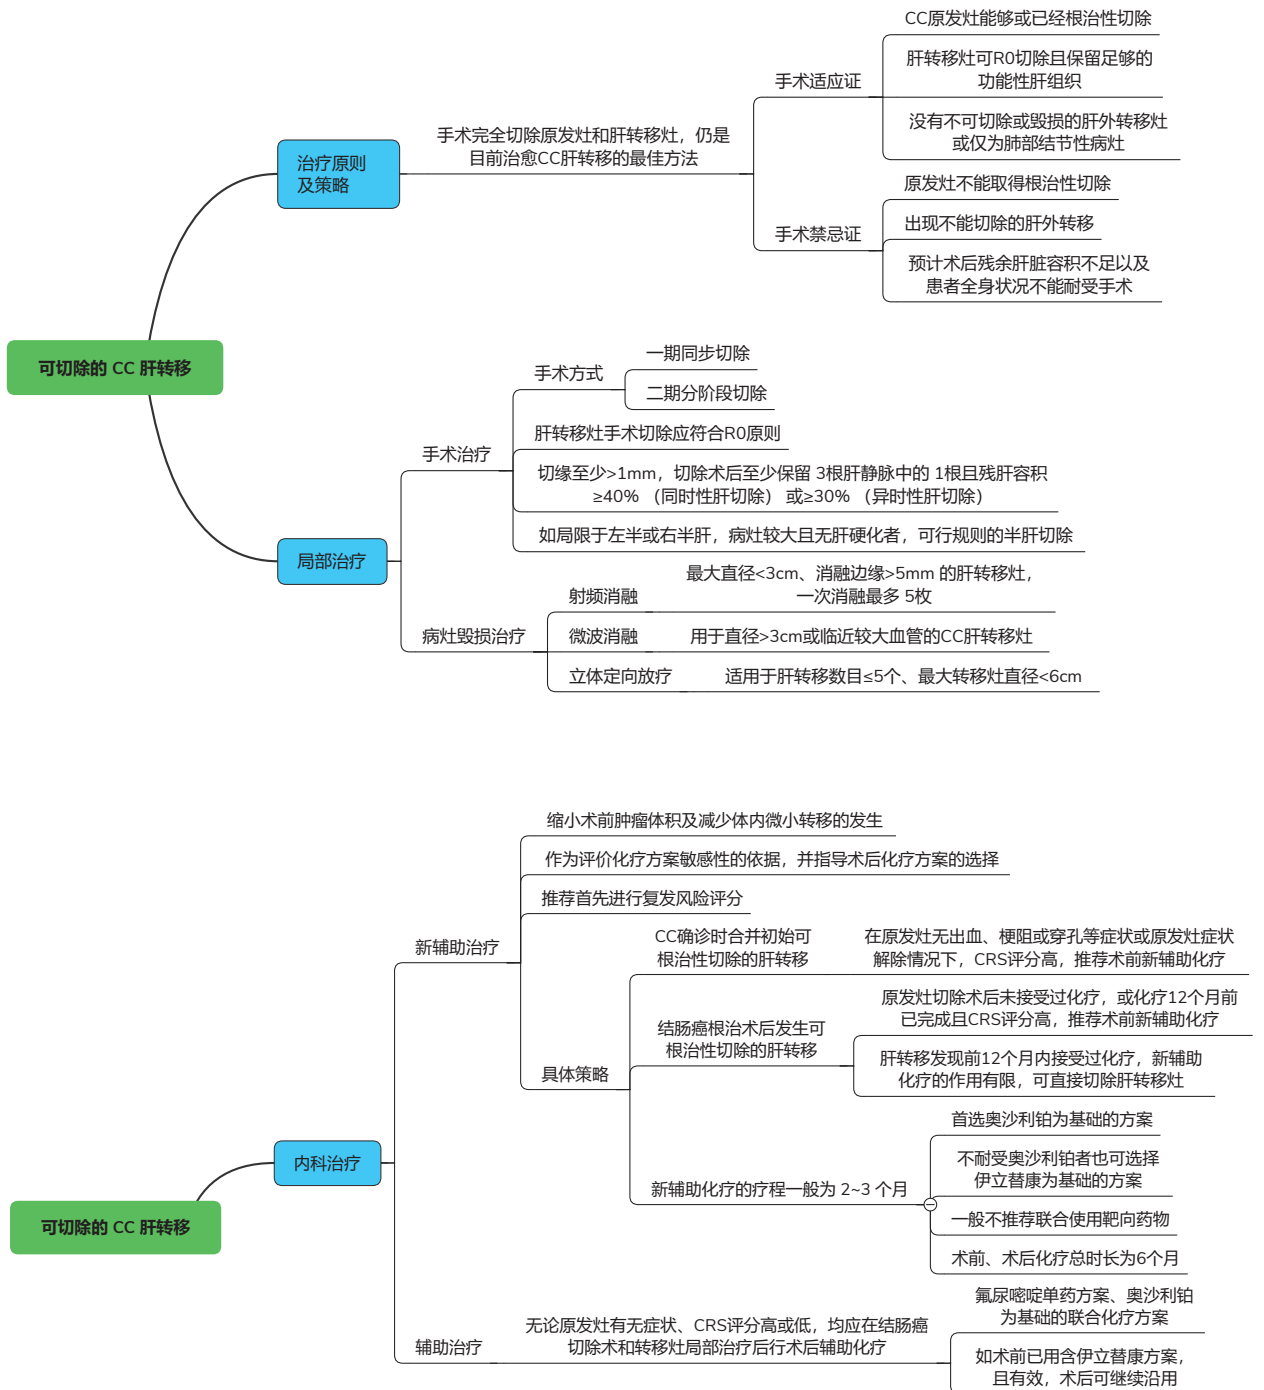 可切除的 CC 肝转移
治疗原则
及策略
手术完全切除原发灶和肝转移灶，仍是
目前治愈CC肝转移的最佳方法
手术适应证
CC原发灶能够或已经根治性切除
肝转移灶可R0切除且保留足够的
功能性肝组织
没有不可切除或毁损的肝外转移灶
或仅为肺部结节性病灶
手术禁忌证
原发灶不能取得根治性切除
出现不能切除的肝外转移
预计术后残余肝脏容积不足以及
患者全身状况不能耐受手术
局部治疗
手术治疗
手术方式
一期同步切除
二期分阶段切除
肝转移灶手术切除应符合R0原则
切缘至少>1mm，切除术后至少保留 3根肝静脉中的 1根且残肝容积
≥40% （同时性肝切除） 或≥30% （异时性肝切除）
如局限于左半或右半肝，病灶较大且无肝硬化者，可行规则的半肝切除
病灶毁损治疗
射频消融
最大直径<3cm、消融边缘>5mm 的肝转移灶，
一次消融最多 5枚
微波消融
用于直径>3cm或临近较大血管的CC肝转移灶
立体定向放疗
适用于肝转移数目≤5个、最大转移灶直径<6cm
可切除的 CC 肝转移
内科治疗
新辅助治疗
缩小术前肿瘤体积及减少体内微小转移的发生
作为评价化疗方案敏感性的依据，并指导术后化疗方案的选择
推荐首先进行复发风险评分
具体策略
CC确诊时合并初始可
根治性切除的肝转移
在原发灶无出血、梗阻或穿孔等症状或原发灶症状
解除情况下，CRS评分高，推荐术前新辅助化疗
结肠癌根治术后发生可
根治性切除的肝转移
原发灶切除术后未接受过化疗，或化疗12个月前
已完成且CRS评分高，推荐术前新辅助化疗
肝转移发现前12个月内接受过化疗，新辅助
化疗的作用有限，可直接切除肝转移灶
新辅助化疗的疗程一般为 2~3 个月
首选奥沙利铂为基础的方案
不耐受奥沙利铂者也可选择
伊立替康为基础的方案
一般不推荐联合使用靶向药物
术前、术后化疗总时长为6个月
辅助治疗
无论原发灶有无症状、CRS评分高或低，均应在结肠癌
切除术和转移灶局部治疗后行术后辅助化疗
氟尿嘧啶单药方案、奥沙利铂
为基础的联合化疗方案
如术前已用含伊立替康方案，
且有效，术后可继续沿用